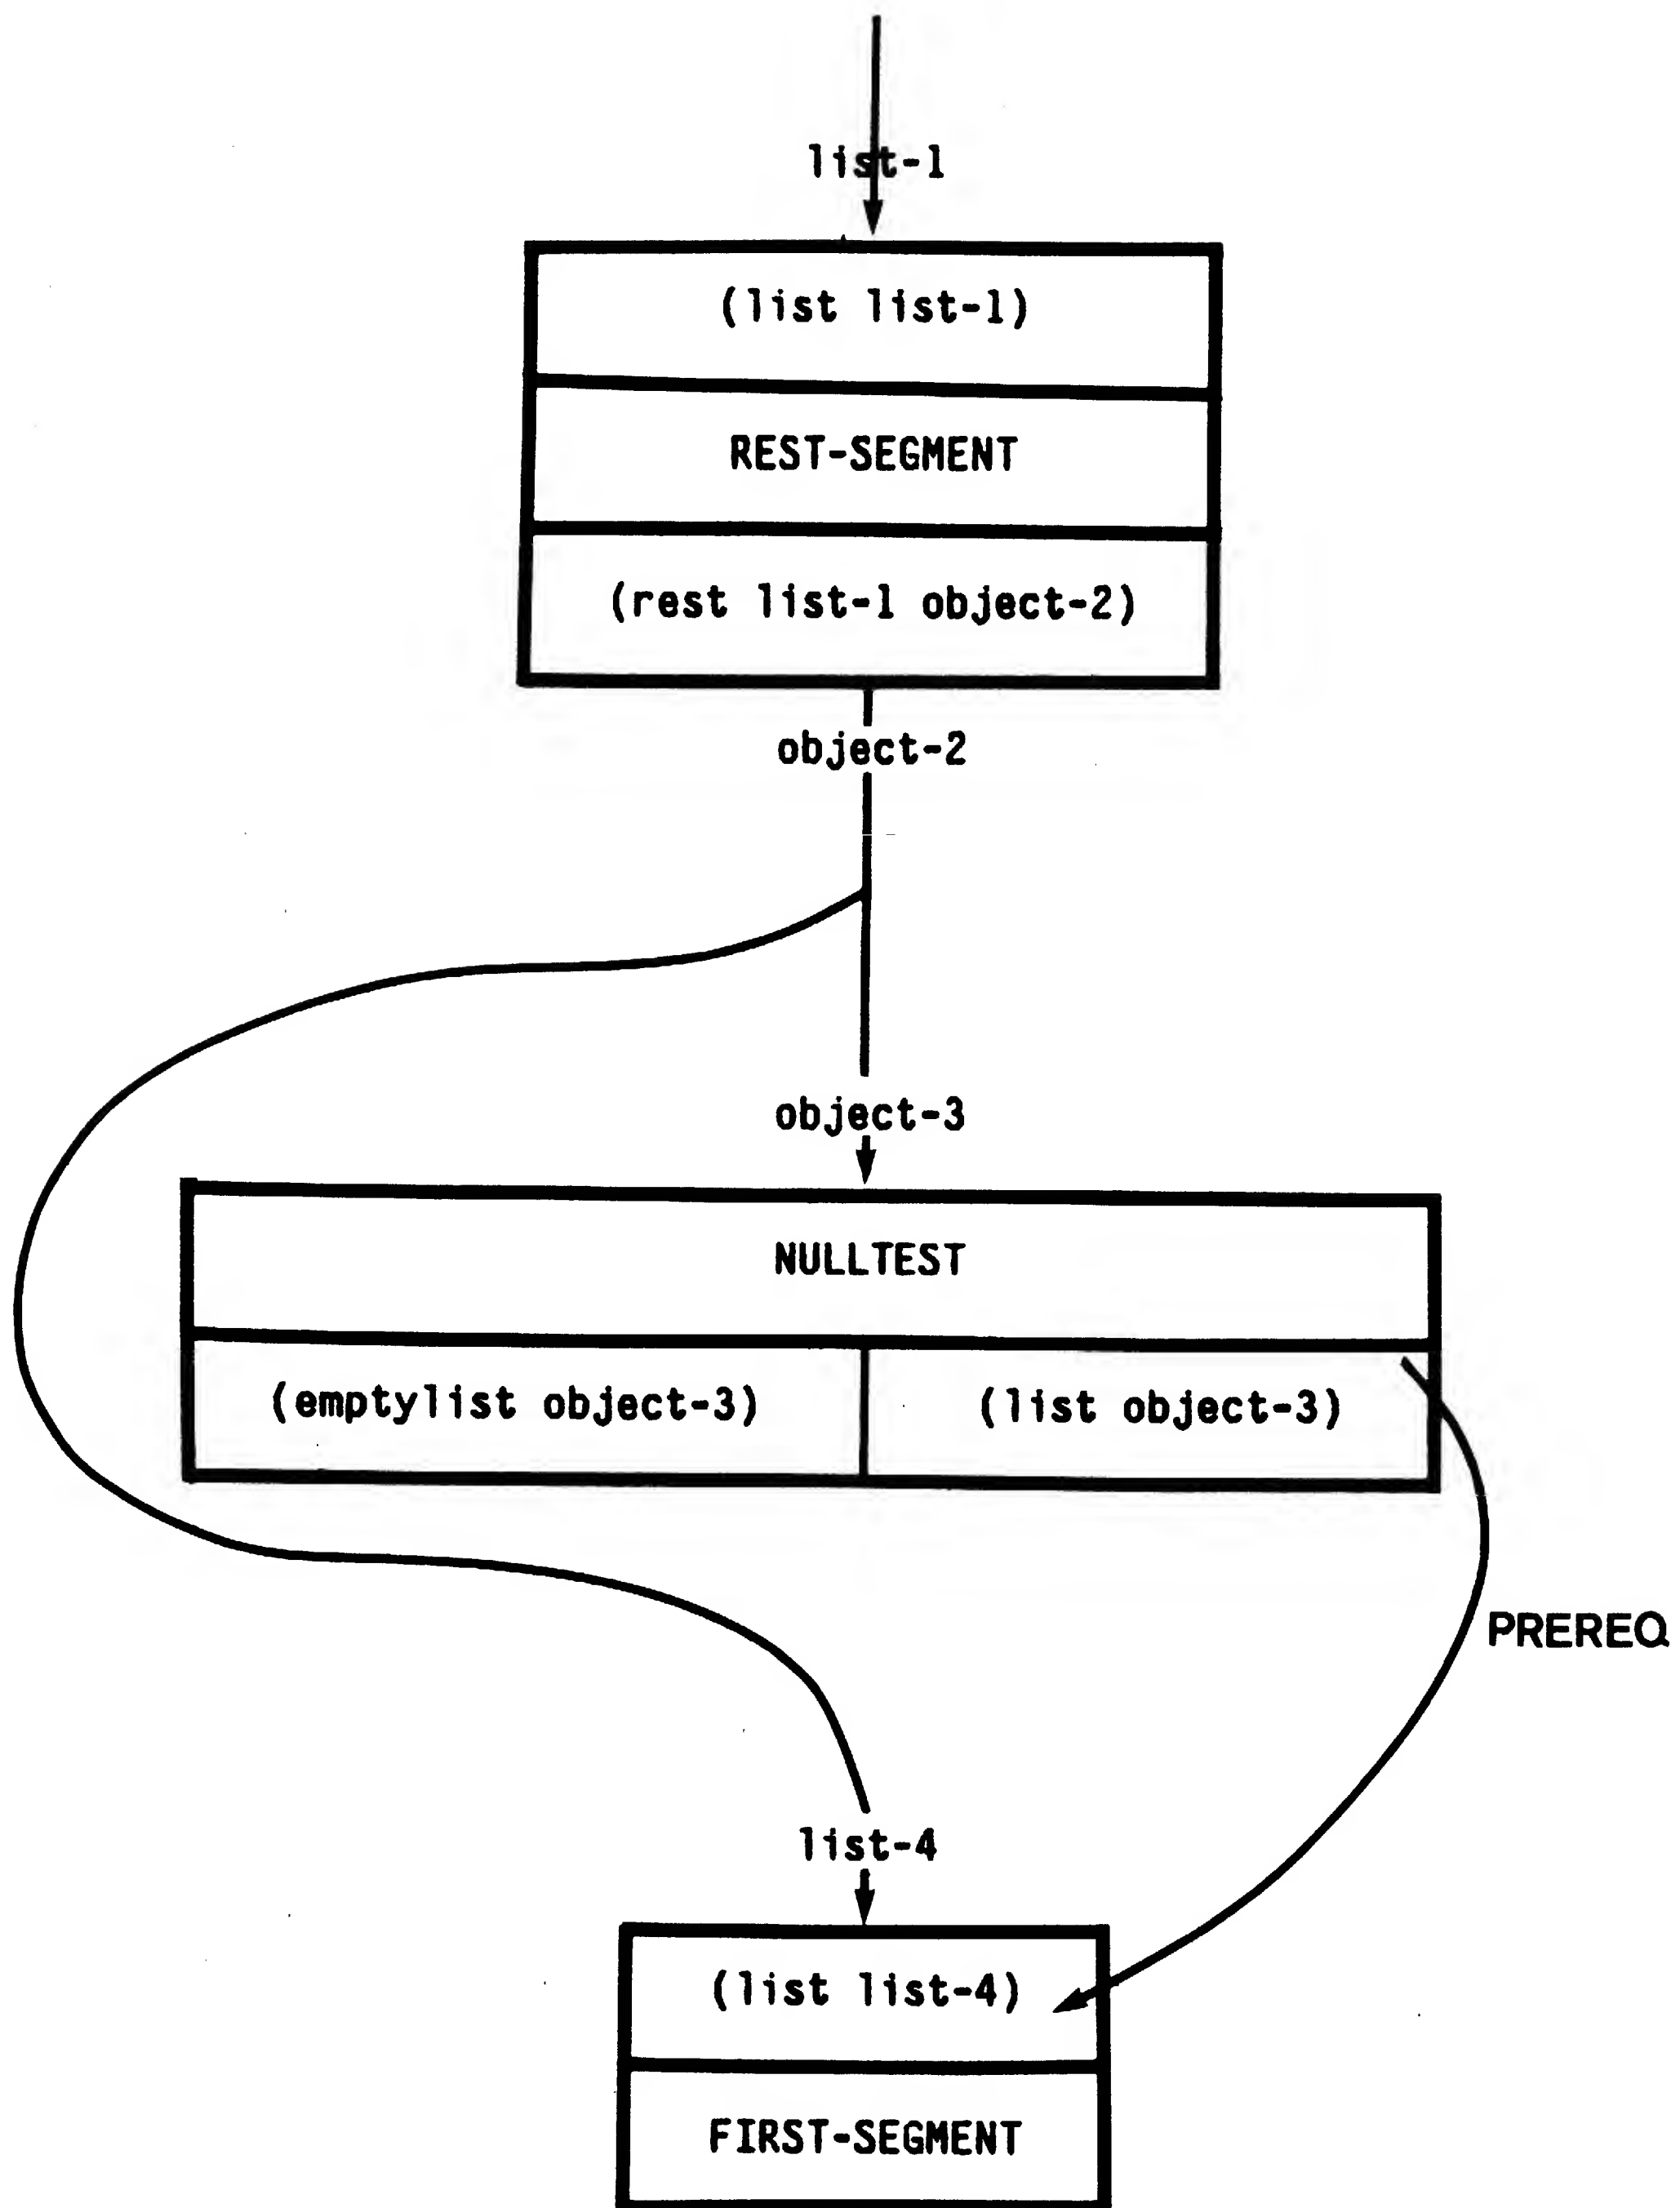 list-1
(list list-1)
REST-SEGMENT
(rest list-1 object-2)
object-2
object-3
NULLTEST
(emptylist object-3) (list object-3)
PREREQ
list-4
(list list-4)
FIRST-SEGMENT